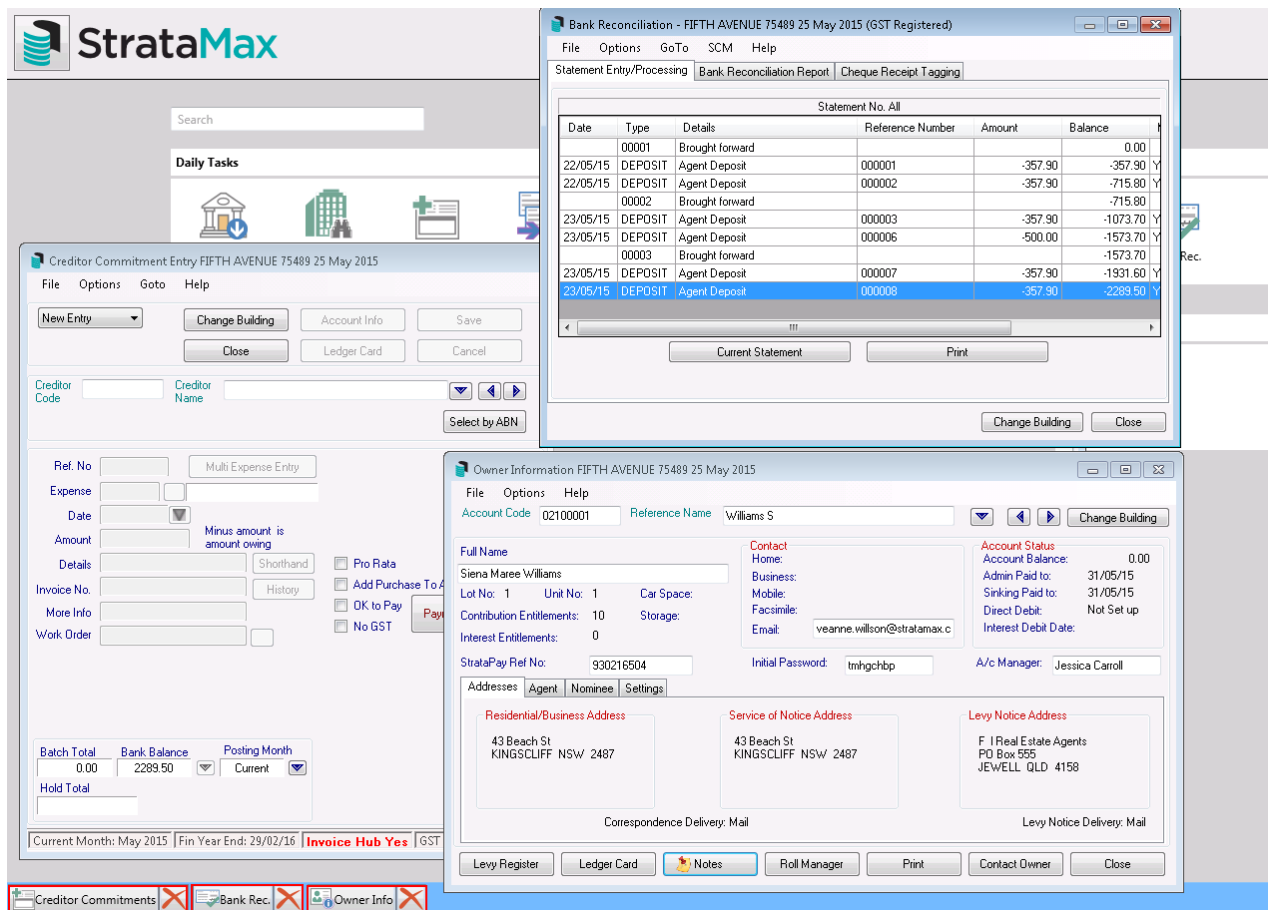 StrataMax
Search
Daily Tasks
Rec.
Bank Reconciliation - FIFTH AVENUE 75489 25 May 2015 (GST Registered)
File Options GoTo SCM Help
Statement Entry/Processing Bank Reconciliation Report Cheque Receipt Tagging
Statement No. All
Date Type Details Reference Number Amount Balance
00001 Brought forward 0.00
22/05/15 DEPOSIT Agent Deposit 000001 -357.90 -357.90 Y
22/05/15 DEPOSIT Agent Deposit 000002 -357.90 -715.80 Y
00002 Brought forward -715.80
23/05/15 DEPOSIT Agent Deposit 000003 -357.90 -1073.70 Y
23/05/15 DEPOSIT Agent Deposit 000006 -500.00 -1573.70 Y
00003 Brought forward -1573.70
23/05/15 DEPOSIT Agent Deposit 000007 -357.90 -1931.60 Y
23/05/15 DEPOSIT Agent Deposit 000008 -357.90 -2289.50 Y
Current Statement Print
Change Building Close
Creditor Commitment Entry FIFTH AVENUE 75489 25 May 2015
File Options Goto Help
New Entry Change Building Account Info Save
Close Ledger Card Cancel
Creditor Code Creditor Name
Select by ABN
Ref. No Multi Expense Entry
Expense
Date
Amount Minus amount is amount owing
Details Shorthand Pro Rata
Invoice No. History Add Purchase To A
More Info OK to Pay
Work Order No GST
Batch Total Bank Balance Posting Month
0.00 2289.50 Current
Hold Total
Current Month: May 2015 Fin Year End: 29/02/16 Invoice Hub Yes GST
Owner Information FIFTH AVENUE 75489 25 May 2015
File Options Help
Account Code 02100001 Reference Name Williams S Change Building
Full Name
Siena Maree Williams
Lot No: 1 Unit No: 1 Car Space:
Contribution Entitlements: 10 Storage:
Interest Entitlements: 0
Contact
Home:
Business:
Mobile:
Facsimile:
Email: veanne.willson@stratamax.c
Account Status
Account Balance: 0.00
Admin Paid to: 31/05/15
Sinking Paid to: 31/05/15
Direct Debit: Not Set up
Interest Debit Date:
StrataPay Ref No: 930216504 Initial Password: tmhgchbp A/c Manager: Jessica Carroll
Addresses Agent Nominee Settings
Residential/Business Address
43 Beach St
KINGSCLIFF NSW 2487
Service of Notice Address
43 Beach St
KINGSCLIFF NSW 2487
Levy Notice Address
F I Real Estate Agents
PO Box 555
JEWELL QLD 4158
Correspondence Delivery: Mail Levy Notice Delivery: Mail
Levy Register Ledger Card Notes Roll Manager Print Contact Owner Close
Creditor Commitments Bank Rec. Owner Info